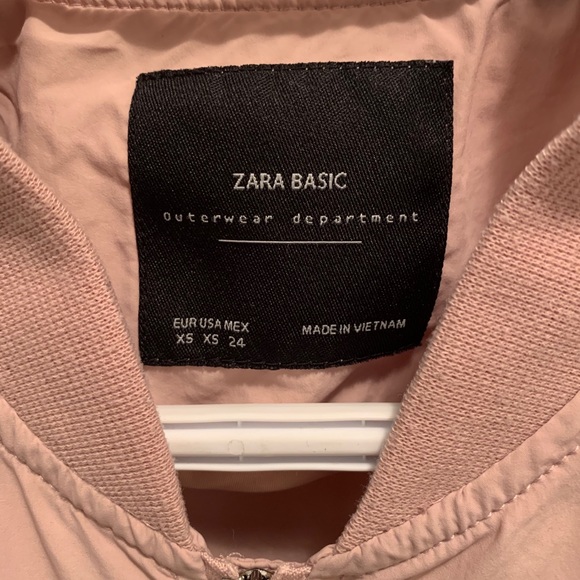 ZARA BASIC
outerwear department
EUR USA MEX
XS XS 24
MADE IN VIETNAM